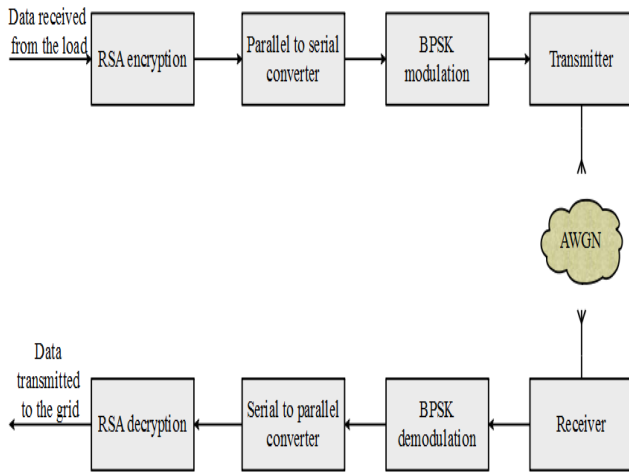 Data received
from the load
RSA encryption
Parallel to serial
converter
BPSK
modulation
Transmitter
AWGN
Data
transmitted
to the grid
RSA decryption
Serial to parallel
converter
BPSK
demodulation
Receiver